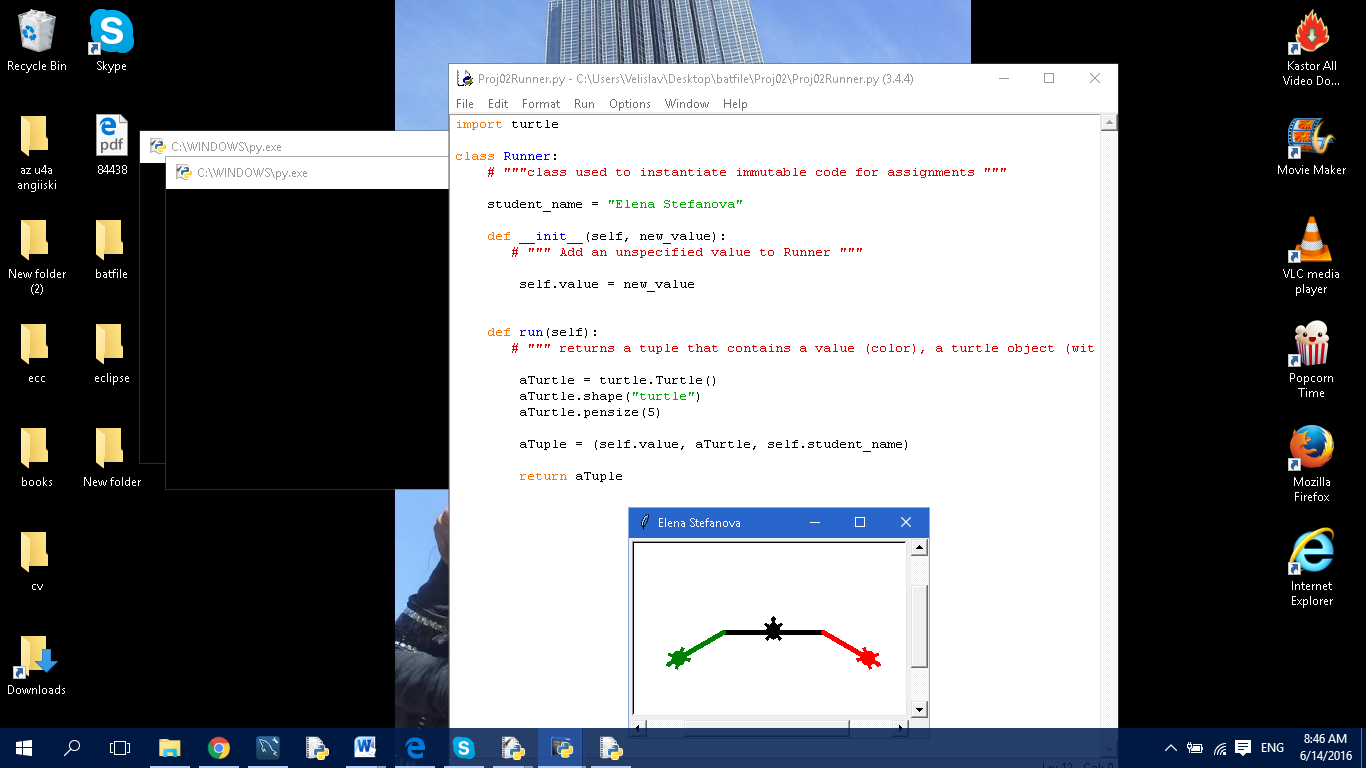 Recycle Bin
Skype
az u4a
angiiski
84438
New folder
(2)
batfile
ecc
eclipse
books
New folder
cv
Downloads
C:\WINDOWS\py.exe
C:\WINDOWS\py.exe
Proj02Runner.py - C:\Users\Velislav\Desktop\batfile\Proj02\Proj02Runner.py (3.4.4)
File Edit Format Run Options Window Help
import turtle
class Runner:
# """class used to instantiate immutable code for assignments """
student_name = "Elena Stefanova"
def __init__(self, new_value):
# """ Add an unspecified value to Runner """
self.value = new_value
def run(self):
# """ returns a tuple that contains a value (color), a turtle object (wit
aTurtle = turtle.Turtle()
aTurtle.shape("turtle")
aTurtle.pensize(5)
aTuple = (self.value, aTurtle, self.student_name)
return aTuple
Elena Stefanova
Kastor All
Video Do...
Movie Maker
VLC media
player
Popcorn
Time
Mozilla
Firefox
Internet
Explorer
pdf
ENG
8:46 AM
6/14/2016